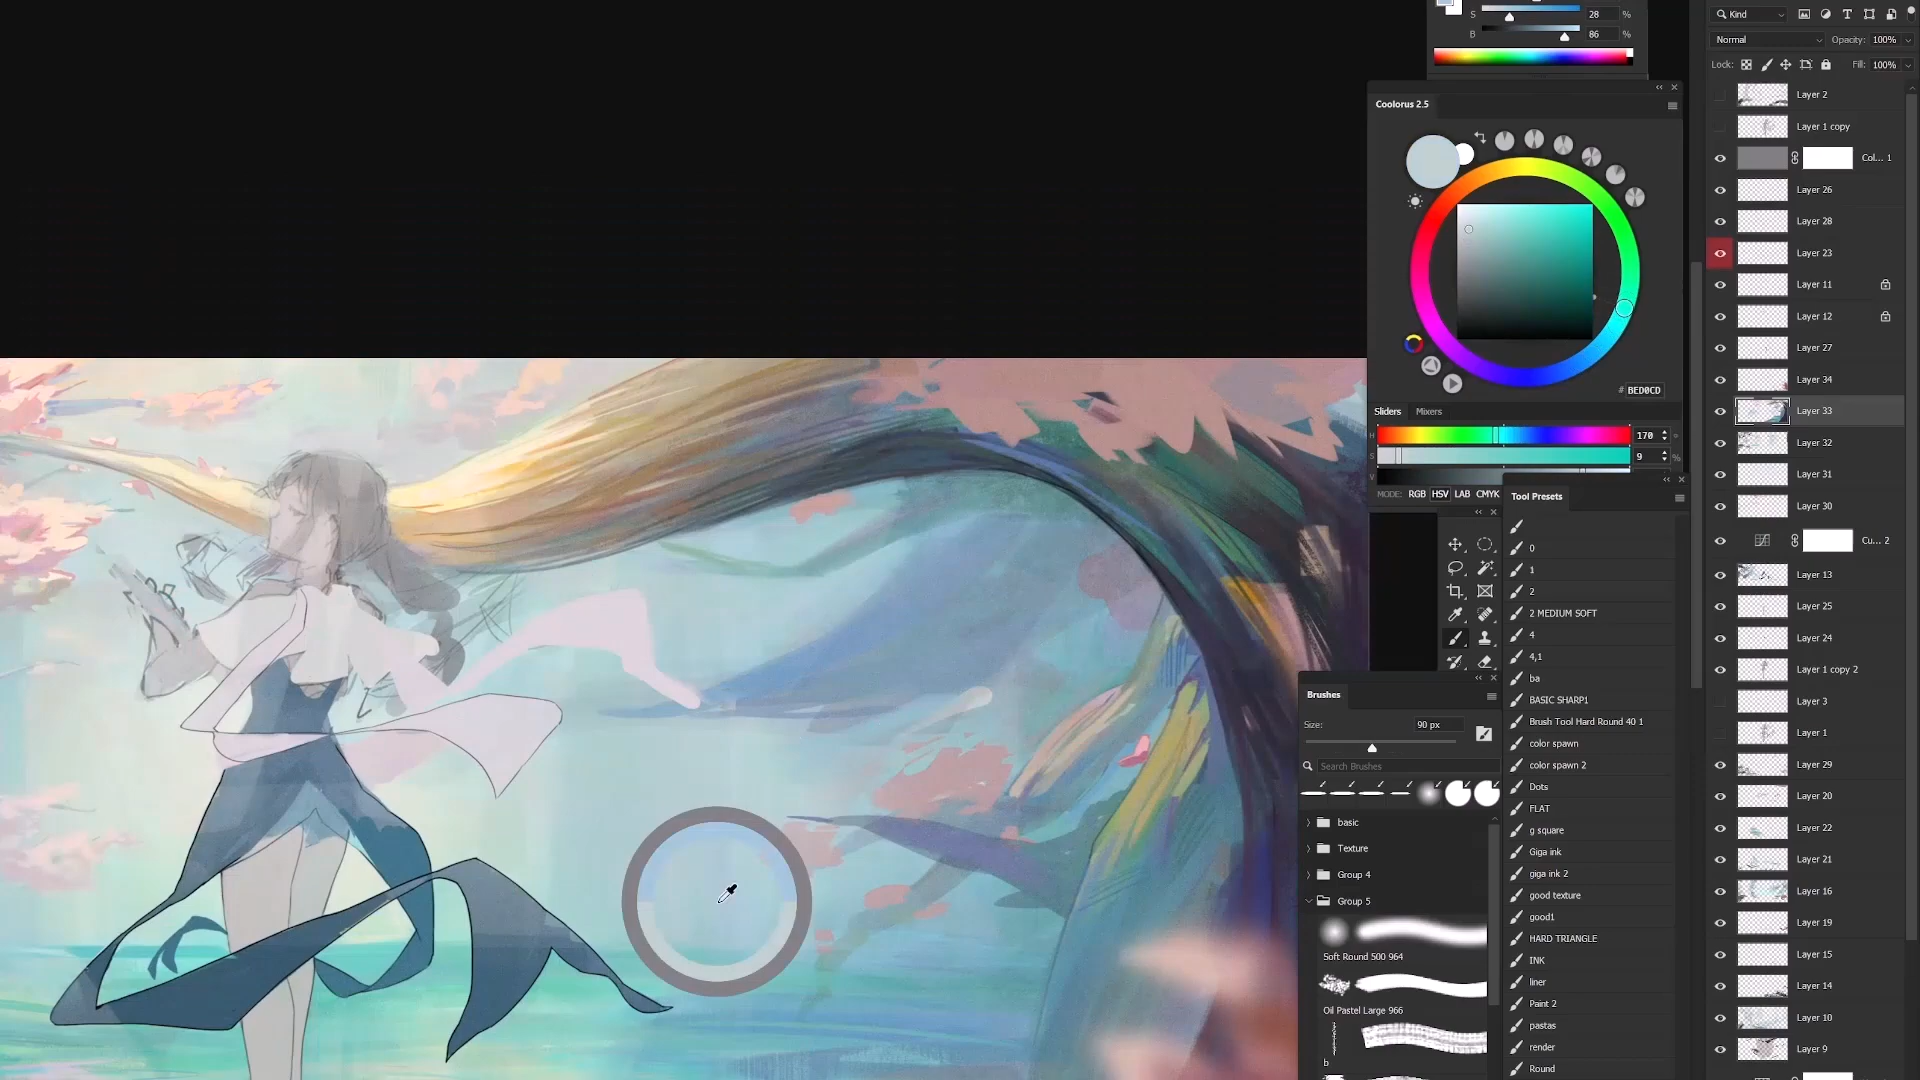 S 28 %
B 86 %
Coolorus 2.5
# BED0CD
Sliders Mixers
H 170 °
S 9 %
V
MODE: RGB HSV LAB CMYK
Tool Presets
0
1
2
2 MEDIUM SOFT
4
4,1
ba
BASIC SHARP1
Brush Tool Hard Round 40 1
color spawn
color spawn 2
Dots
FLAT
g square
Giga ink
giga ink 2
good texture
good1
HARD TRIANGLE
INK
liner
Paint 2
pastas
render
Round
Brushes
Size: 90 px
Search Brushes
basic
Texture
Group 4
Group 5
Soft Round 500 964
Oil Pastel Large 966
b
Kind
Normal Opacity: 100%
Lock: Fill: 100%
Layer 2
Layer 1 copy
Col... 1
Layer 26
Layer 28
Layer 23
Layer 11
Layer 12
Layer 27
Layer 34
Layer 33
Layer 32
Layer 31
Layer 30
Cu... 2
Layer 13
Layer 25
Layer 24
Layer 1 copy 2
Layer 3
Layer 1
Layer 29
Layer 20
Layer 22
Layer 21
Layer 16
Layer 19
Layer 15
Layer 14
Layer 10
Layer 9